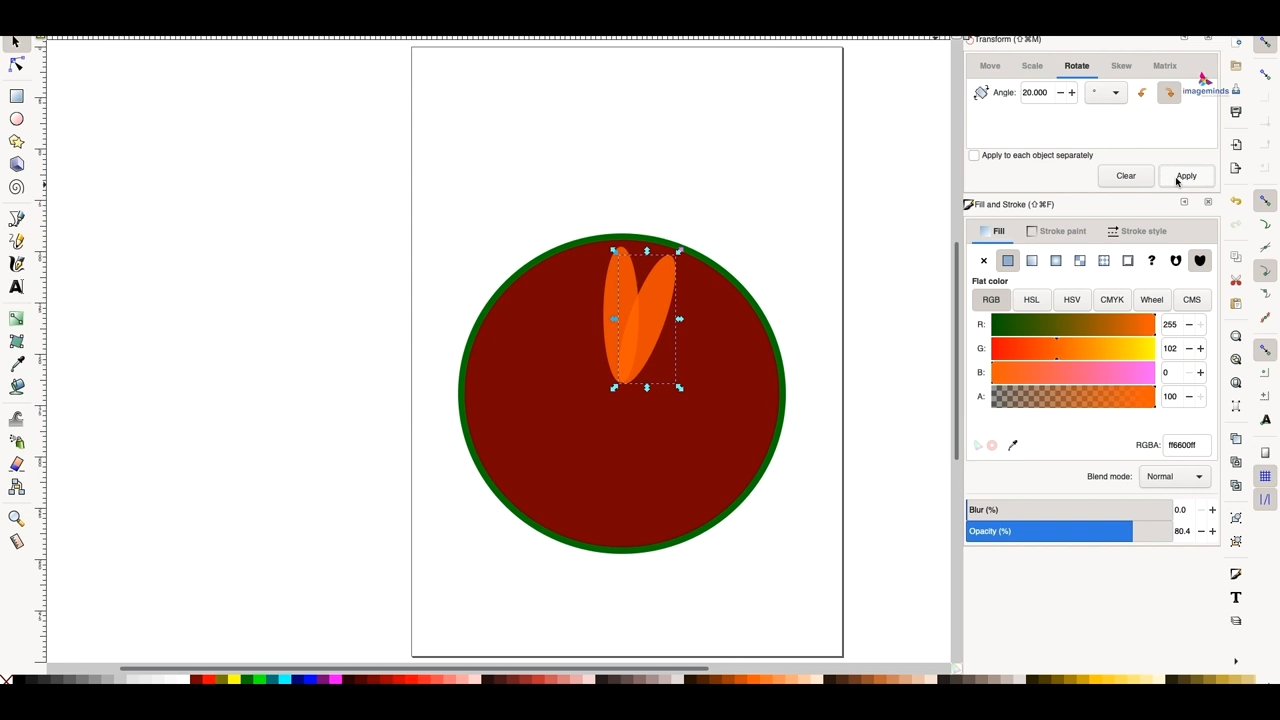 Transform (⇧⌘M)
Move Scale Rotate Skew Matrix
imageminds
Angle: 20.000 − + °
Apply to each object separately
Clear Apply
Fill and Stroke (⇧⌘F)
Fill Stroke paint Stroke style
?
Flat color
RGB HSL HSV CMYK Wheel CMS
R: 255 − +
G: 102 − +
B: 0 − +
A: 100 − +
RGBA: ff6600ff
Blend mode: Normal
Blur (%) 0.0 − +
Opacity (%) 80.4 − +